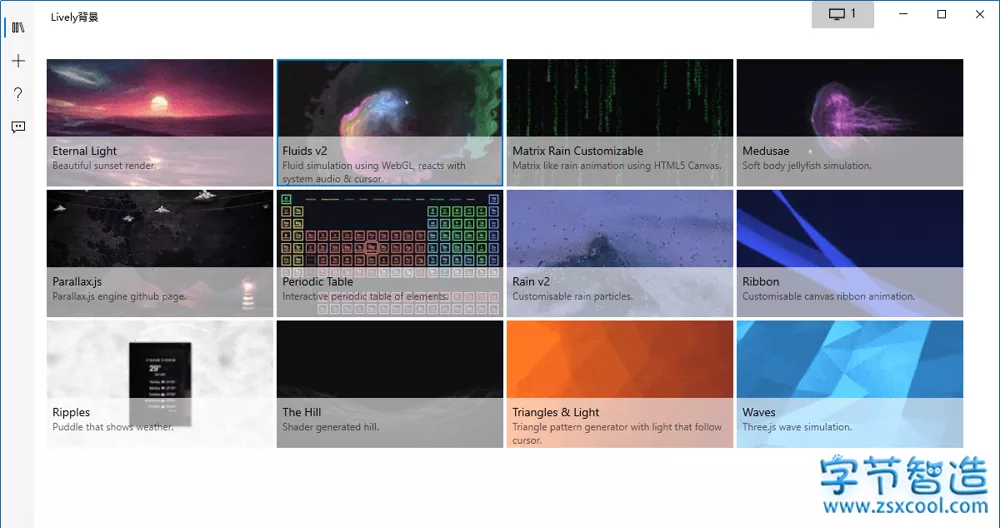 Lively背景
1
Eternal Light
Beautiful sunset render.
Fluids v2
Fluid simulation using WebGL, reacts with
system audio & cursor.
Matrix Rain Customizable
Matrix like rain animation using HTML5 Canvas.
Medusae
Soft body jellyfish simulation.
Parallax.js
Parallax.js engine github page.
Periodic Table
Interactive periodic table of elements.
Rain v2
Customisable rain particles.
Ribbon
Customisable canvas ribbon animation.
29°
Ripples
Puddle that shows weather.
The Hill
Shader generated hill.
Triangles & Light
Triangle pattern generator with light that follow
cursor.
Waves
Three.js wave simulation.
字节智造
www.zsxcool.com